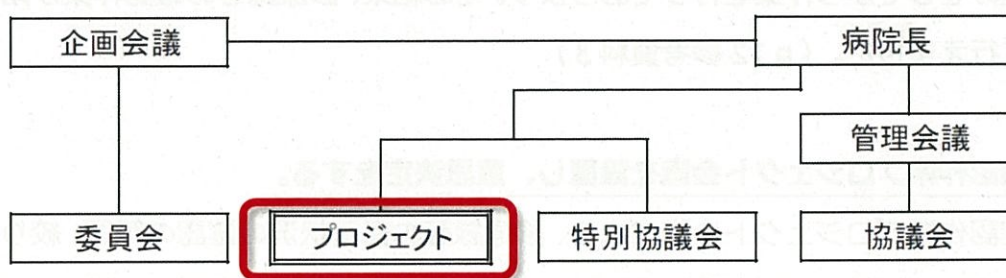 企画会議
病院長
管理会議
委員会
プロジェクト
特別協議会
協議会